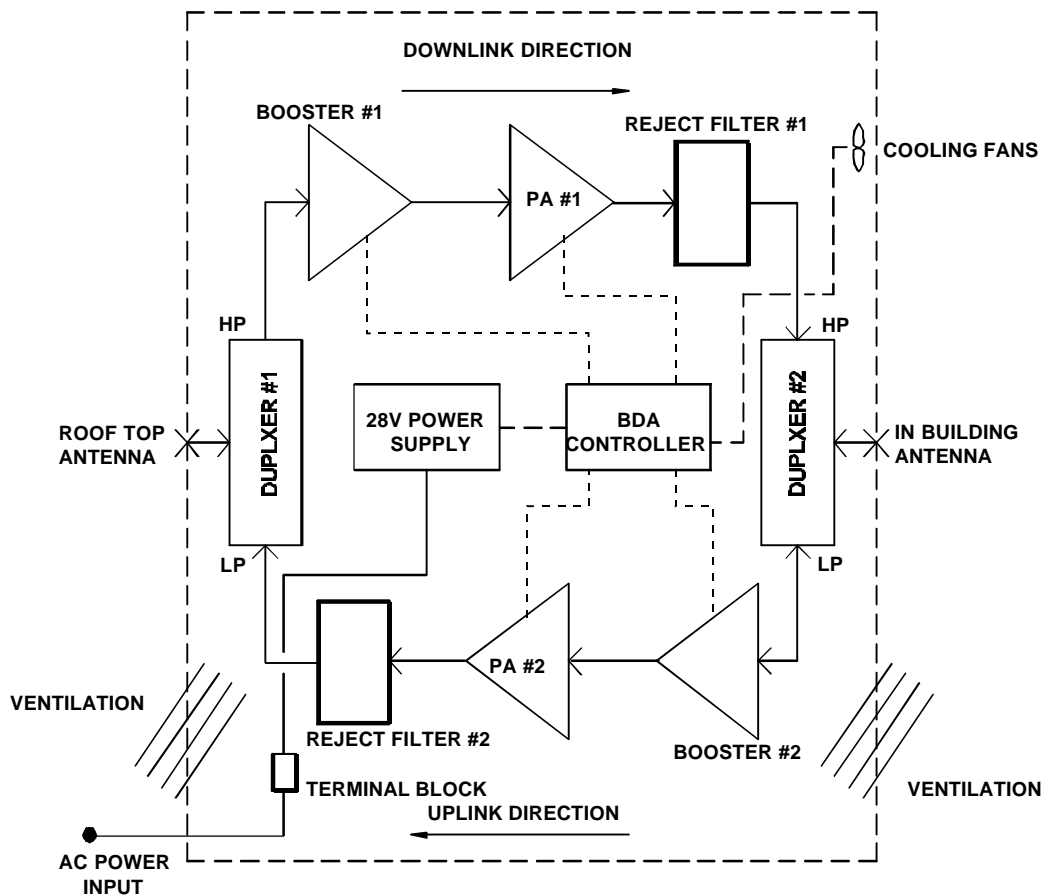 DOWNLINK DIRECTION
BOOSTER #1
REJECT FILTER #1
COOLING FANS
PA #1
HP
HP
DUPLXER #1
DUPLXER #2
28V POWER
SUPPLY
BDA
CONTROLLER
ROOF TOP
ANTENNA
IN BUILDING
ANTENNA
LP
LP
PA #2
VENTILATION
REJECT FILTER #2
BOOSTER #2
TERMINAL BLOCK
VENTILATION
UPLINK DIRECTION
AC POWER
INPUT